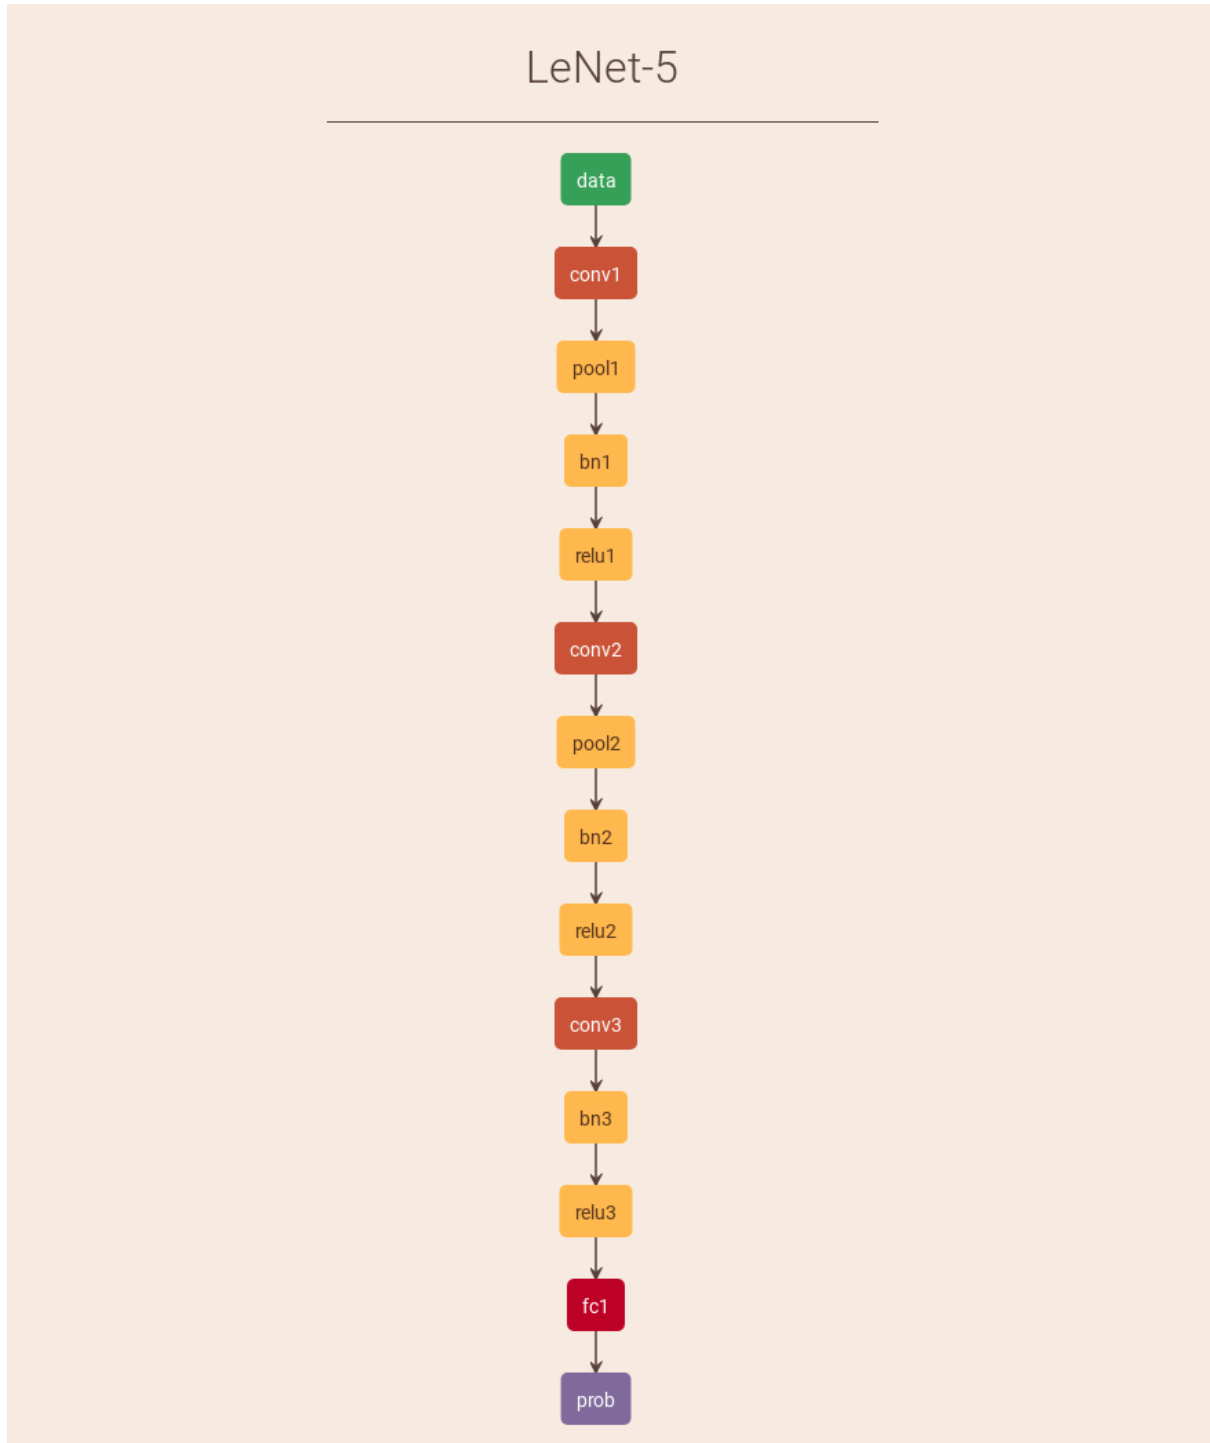 LeNet-5
data
conv1
pool1
bn1
relu1
conv2
pool2
bn2
relu2
conv3
bn3
relu3
fc1
prob